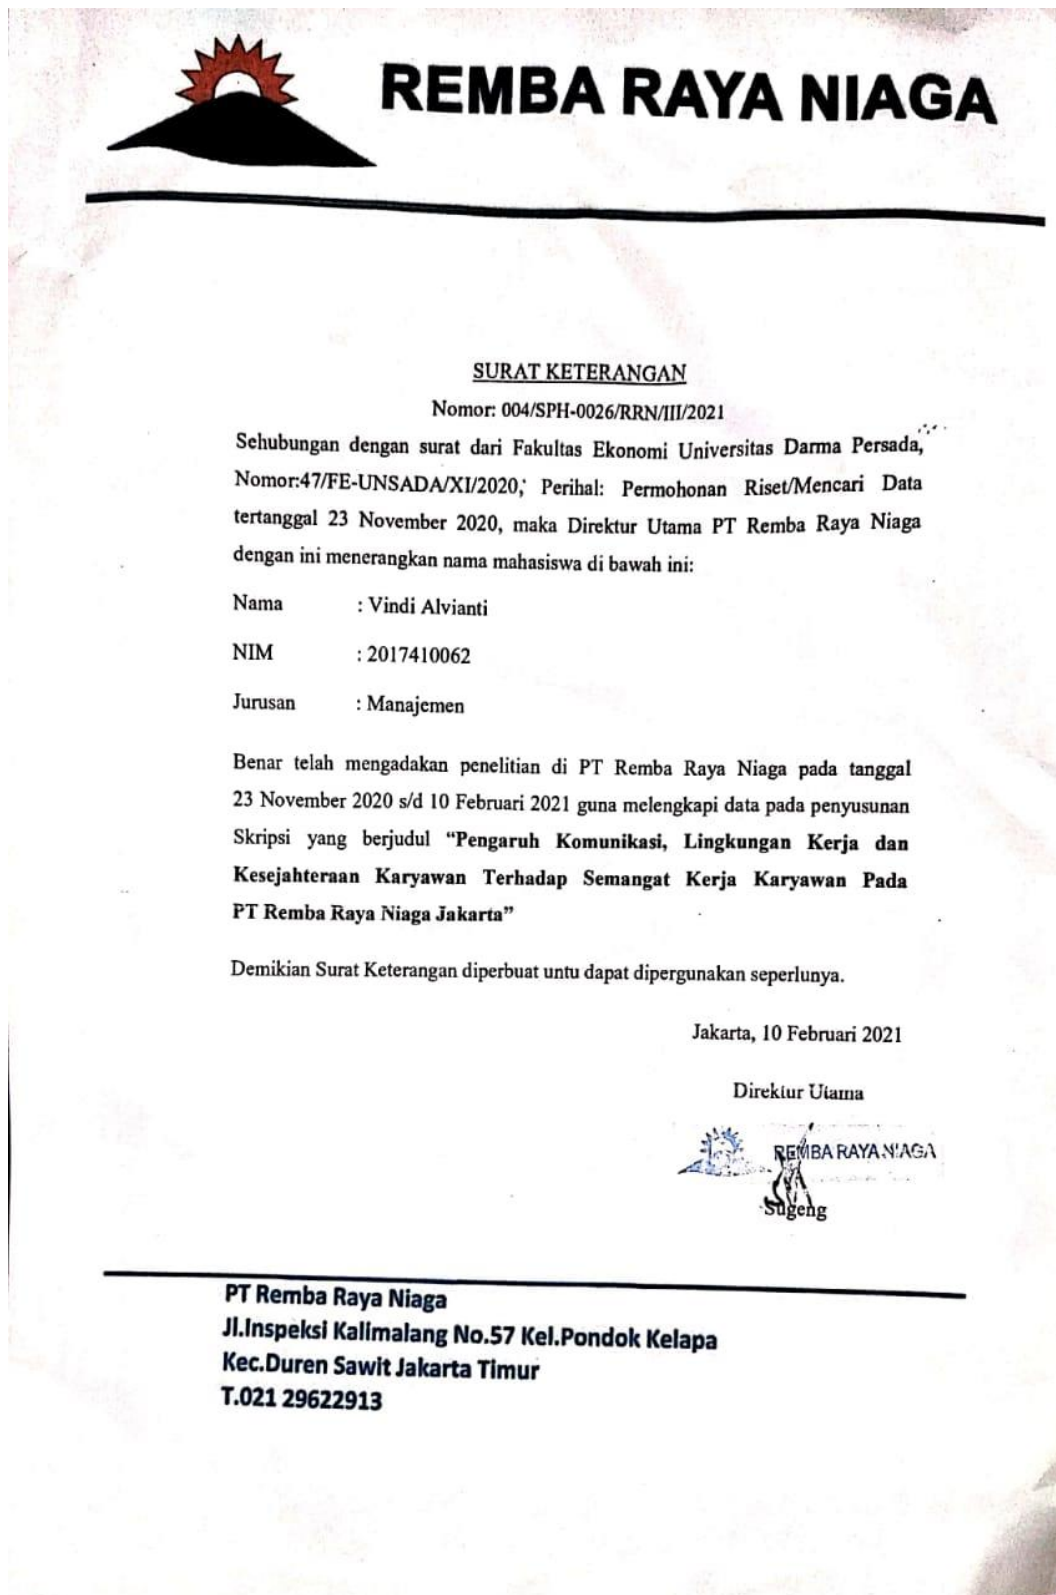 REMBA RAYA NIAGA
SURAT KETERANGAN
Nomor: 004/SPH-0026/RRN/III/2021
Sehubungan dengan surat dari Fakultas Ekonomi Universitas Darma Persada,
Nomor:47/FE-UNSADA/XI/2020, Perihal: Permohonan Riset/Mencari Data
tertanggal 23 November 2020, maka Direktur Utama PT Remba Raya Niaga
dengan ini menerangkan nama mahasiswa di bawah ini:
Nama : Vindi Alvianti
NIM : 2017410062
Jurusan : Manajemen
Benar telah mengadakan penelitian di PT Remba Raya Niaga pada tanggal
23 November 2020 s/d 10 Februari 2021 guna melengkapi data pada penyusunan
Skripsi yang berjudul “Pengaruh Komunikasi, Lingkungan Kerja dan
Kesejahteraan Karyawan Terhadap Semangat Kerja Karyawan Pada
PT Remba Raya Niaga Jakarta”
Demikian Surat Keterangan diperbuat untu dapat dipergunakan seperlunya.
Jakarta, 10 Februari 2021
Direktur Utama
REMBA RAYA NIAGA
Sugeng
PT Remba Raya Niaga
Jl.Inspeksi Kalimalang No.57 Kel.Pondok Kelapa
Kec.Duren Sawit Jakarta Timur
T.021 29622913